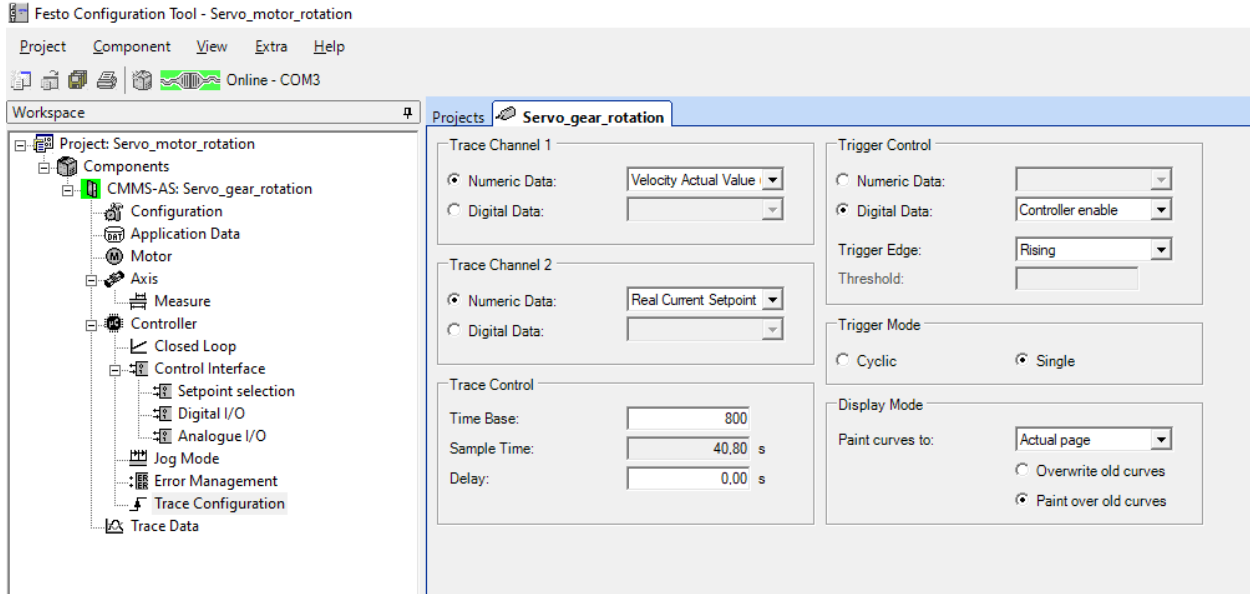 Festo Configuration Tool - Servo_motor_rotation
Project Component View Extra Help
Online - COM3
Workspace
Project: Servo_motor_rotation
Components
CMMS-AS: Servo_gear_rotation
Configuration
Application Data
Motor
Axis
Measure
Controller
Closed Loop
Control Interface
Setpoint selection
Digital I/O
Analogue I/O
Jog Mode
Error Management
Trace Configuration
Trace Data
Projects Servo_gear_rotation
Trace Channel 1
Numeric Data: Velocity Actual Value
Digital Data:
Trace Channel 2
Numeric Data: Real Current Setpoint
Digital Data:
Trace Control
Time Base: 800
Sample Time: 40,80 s
Delay: 0,00 s
Trigger Control
Numeric Data:
Digital Data: Controller enable
Trigger Edge: Rising
Threshold:
Trigger Mode
Cyclic Single
Display Mode
Paint curves to: Actual page
Overwrite old curves
Paint over old curves